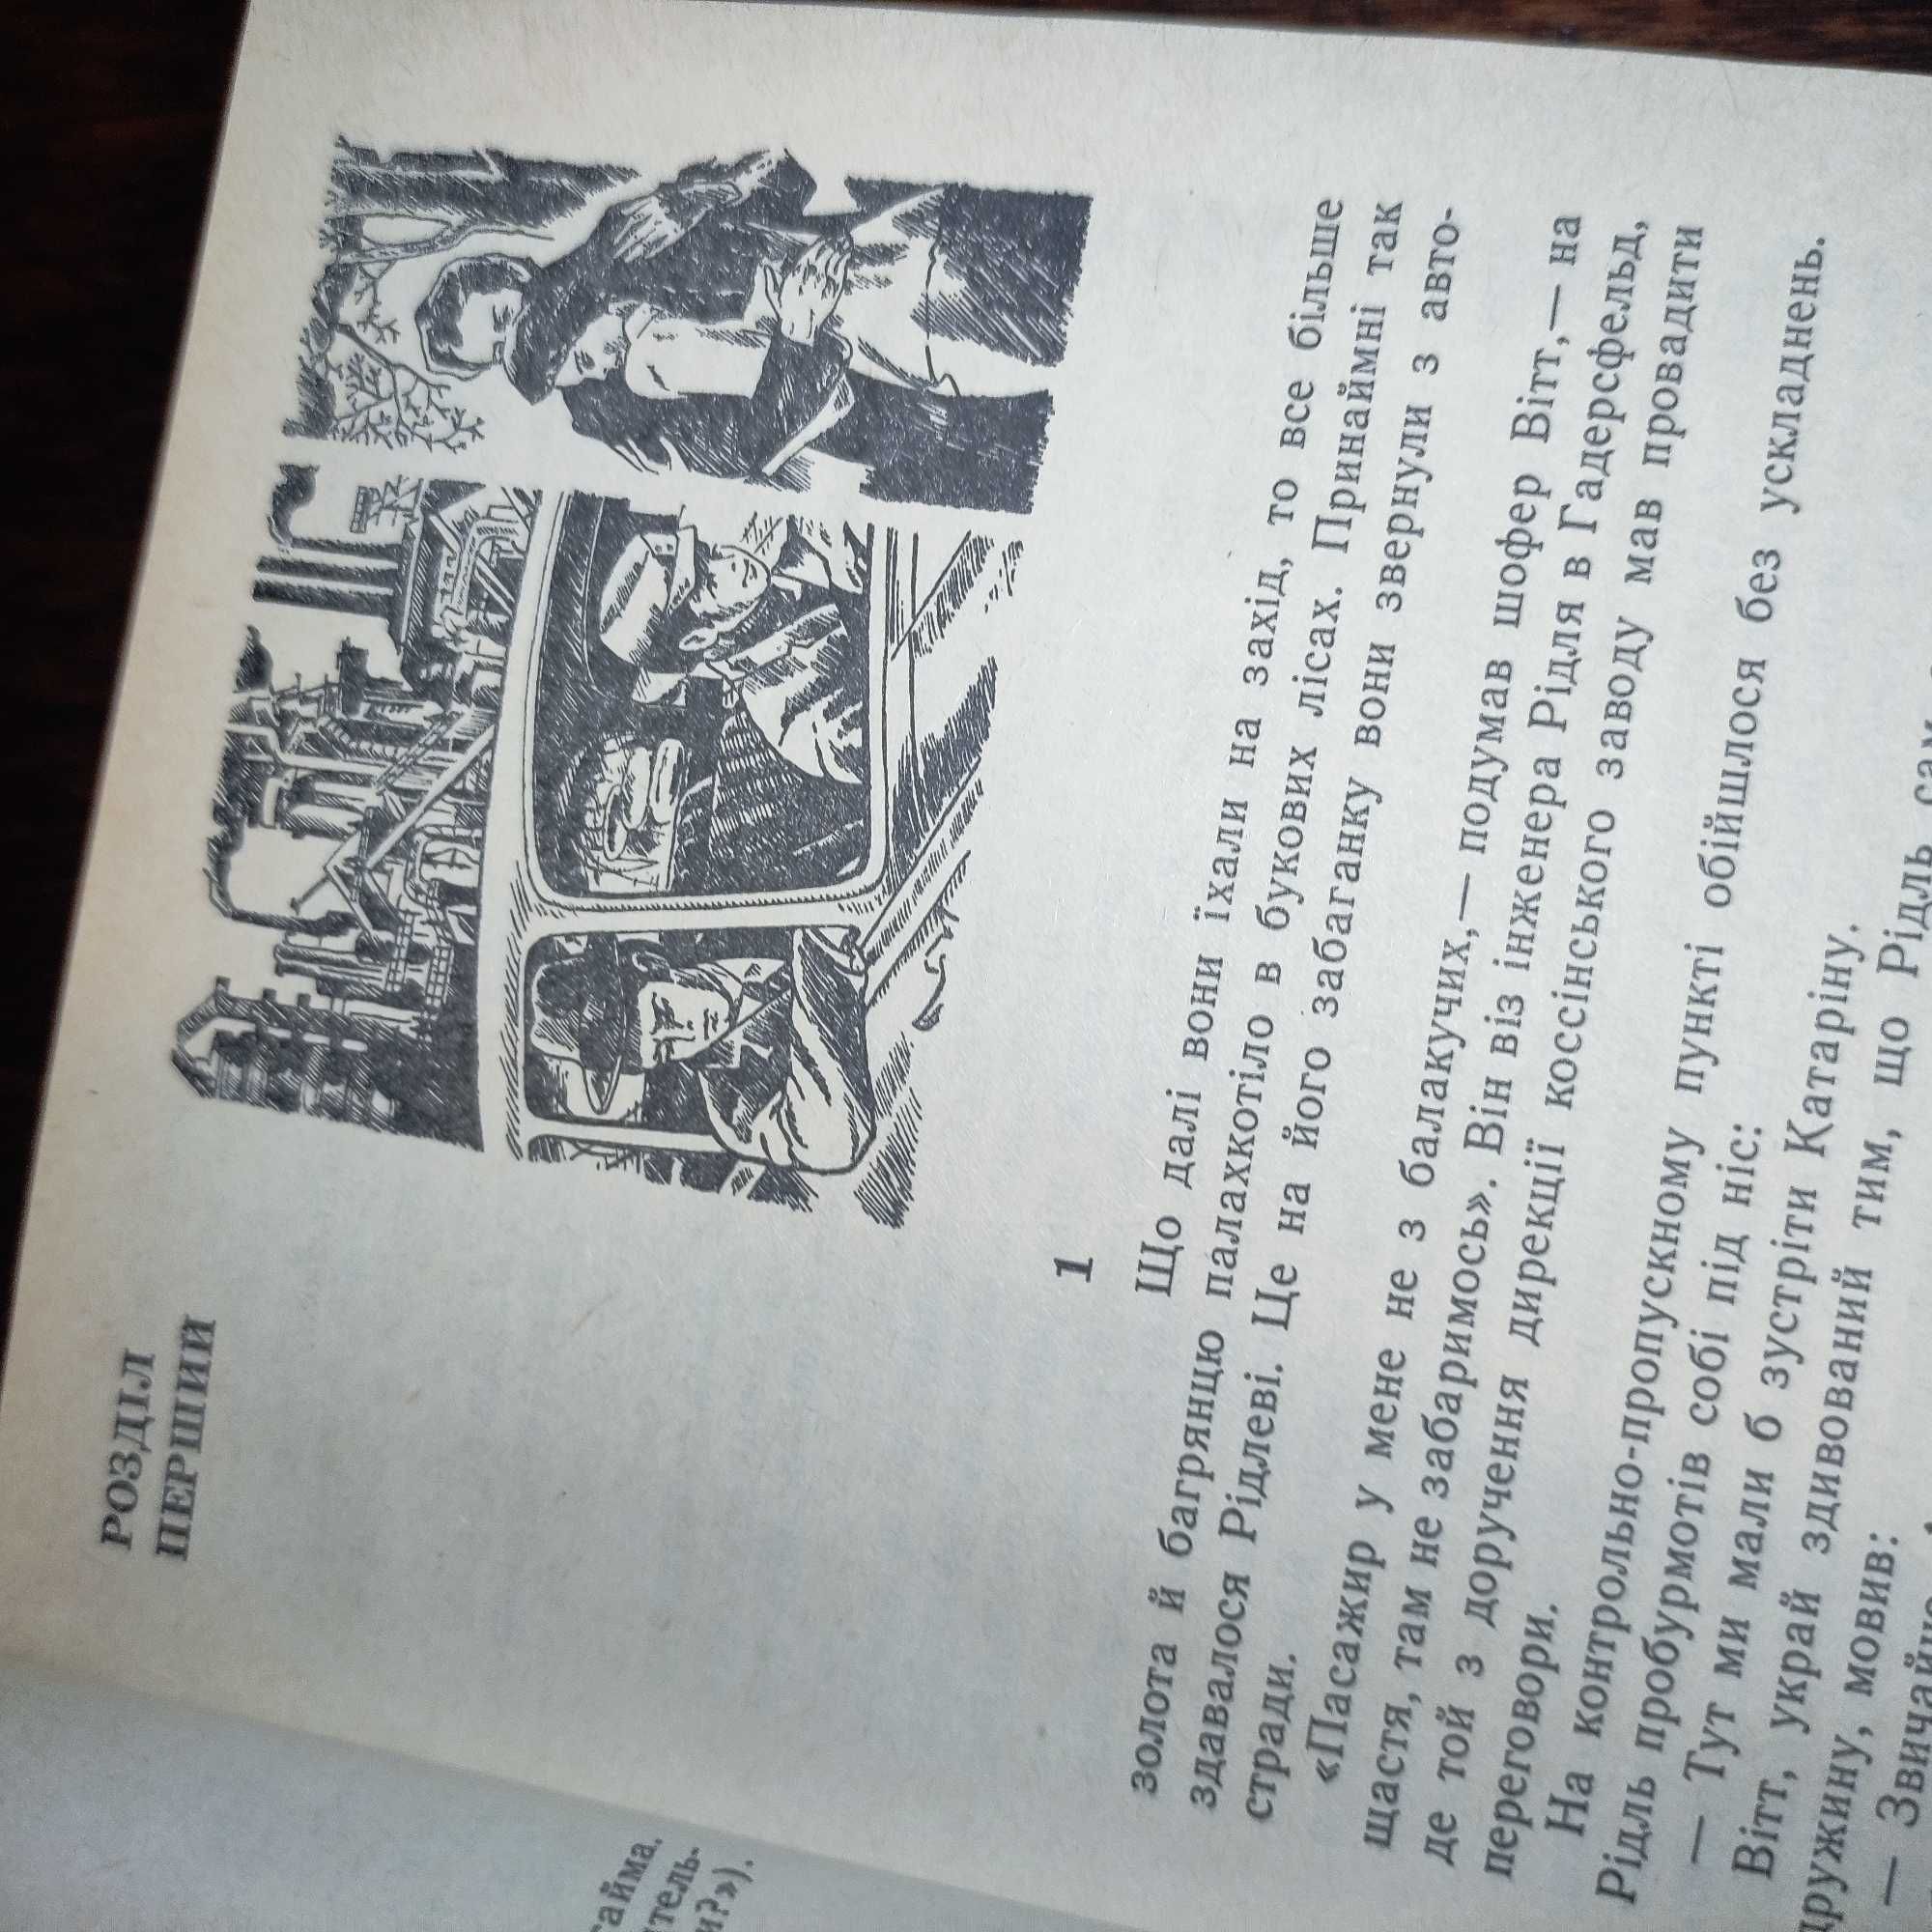 РОЗДІЛ
ПЕРШИЙ
1
Що далі вони їхали на захід, то все більше
золота й багрянцю палахкотіло в букових лісах. Принаймні так
здавалося Рідлеві. Це на його забаганку вони звернули з авто-
стради.
«Пасажир у мене не з балакучих,— подумав шофер Вітт,— на
щастя, там не забаримось». Він віз інженера Рідля в Гадерсфельд,
де той з доручення дирекції коссінського заводу мав провадити
переговори.
На контрольно-пропускному пункті обійшлося без ускладнень.
Рідль пробурмотів собі під ніс:
— Тут ми мали б зустріти Катаріну.
Вітт, украй здивований тим, що Рідль сам
дружину, мовив: